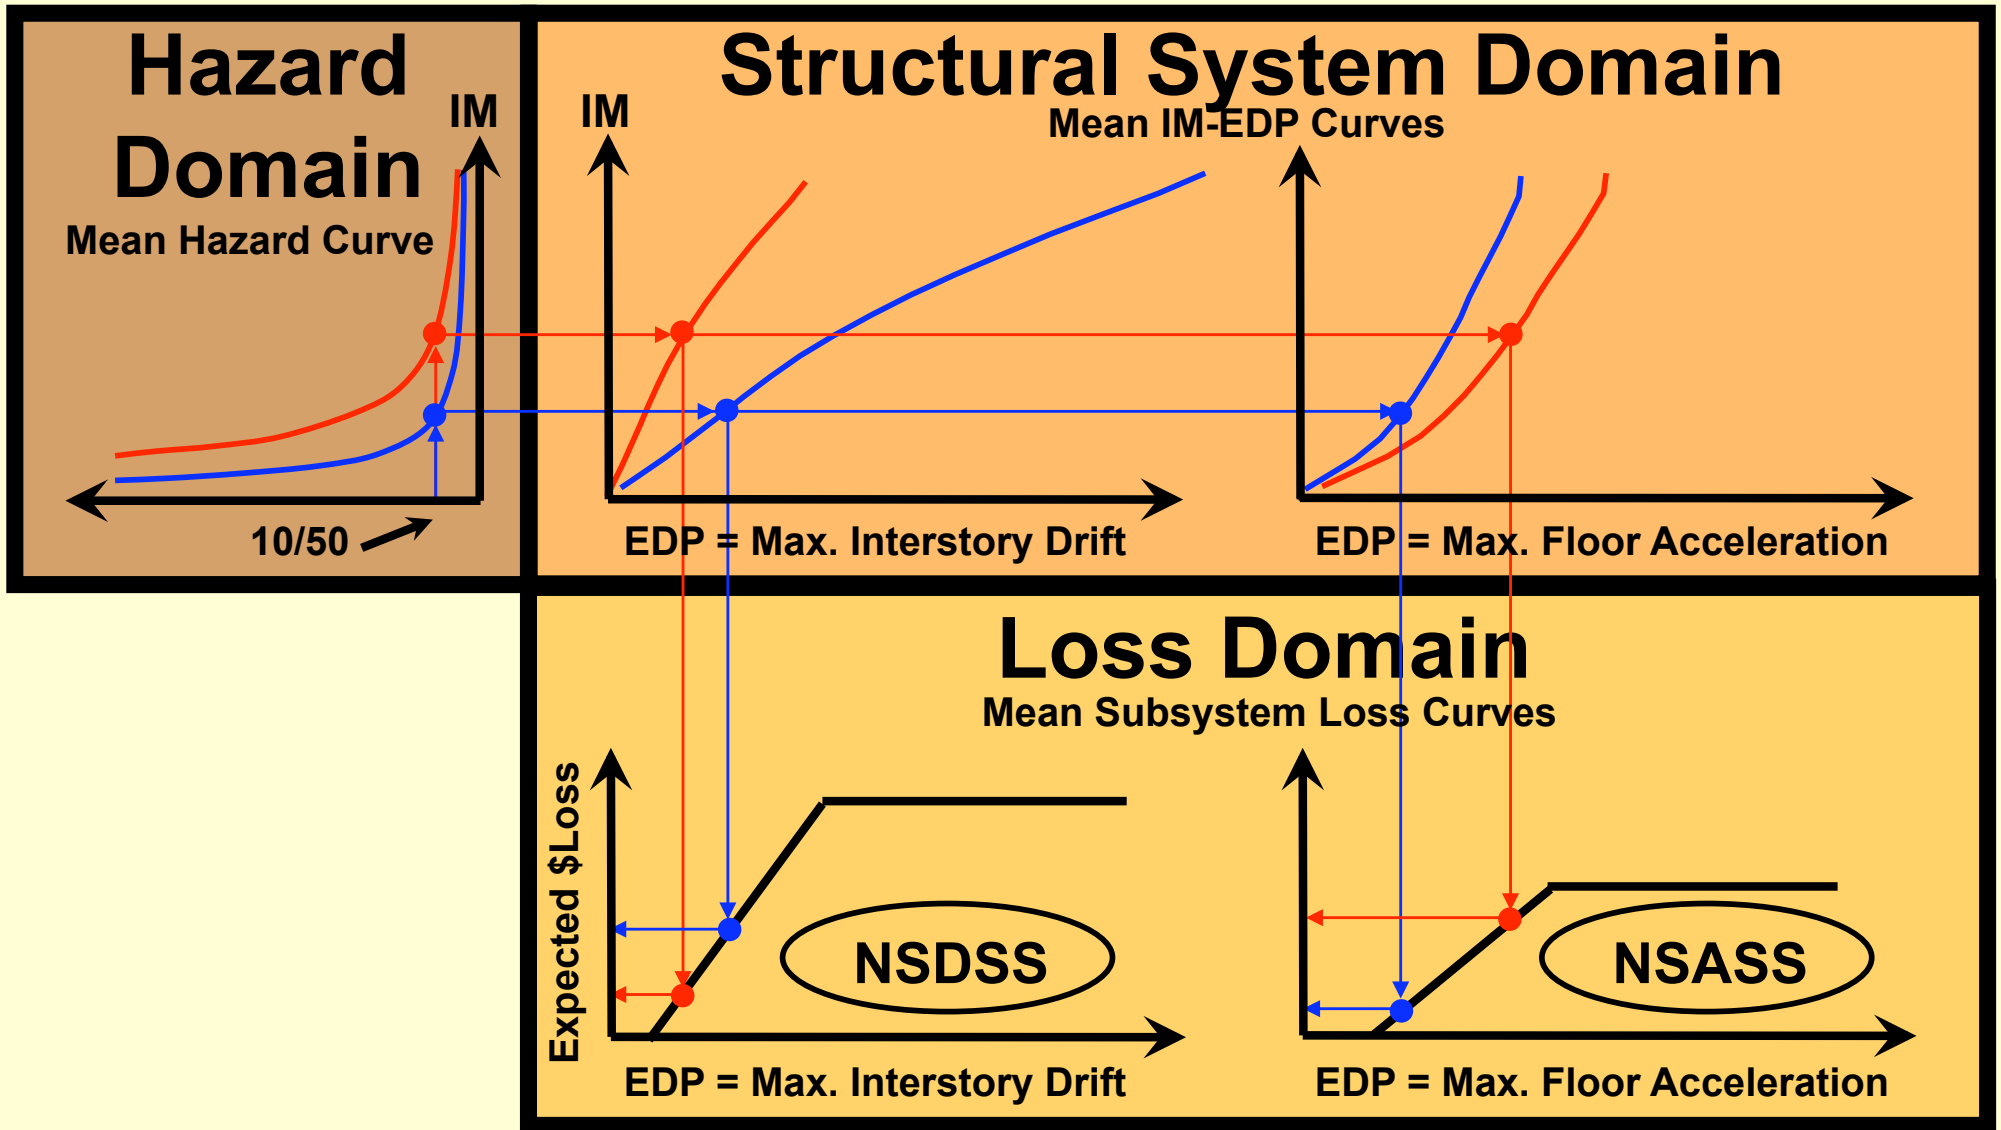 Hazard
Domain
Mean Hazard Curve
IM
10/50
Structural System Domain
Mean IM-EDP Curves
IM
EDP = Max. Interstory Drift
EDP = Max. Floor Acceleration
Loss Domain
Mean Subsystem Loss Curves
Expected $Loss
NSDSS
NSASS
EDP = Max. Interstory Drift
EDP = Max. Floor Acceleration